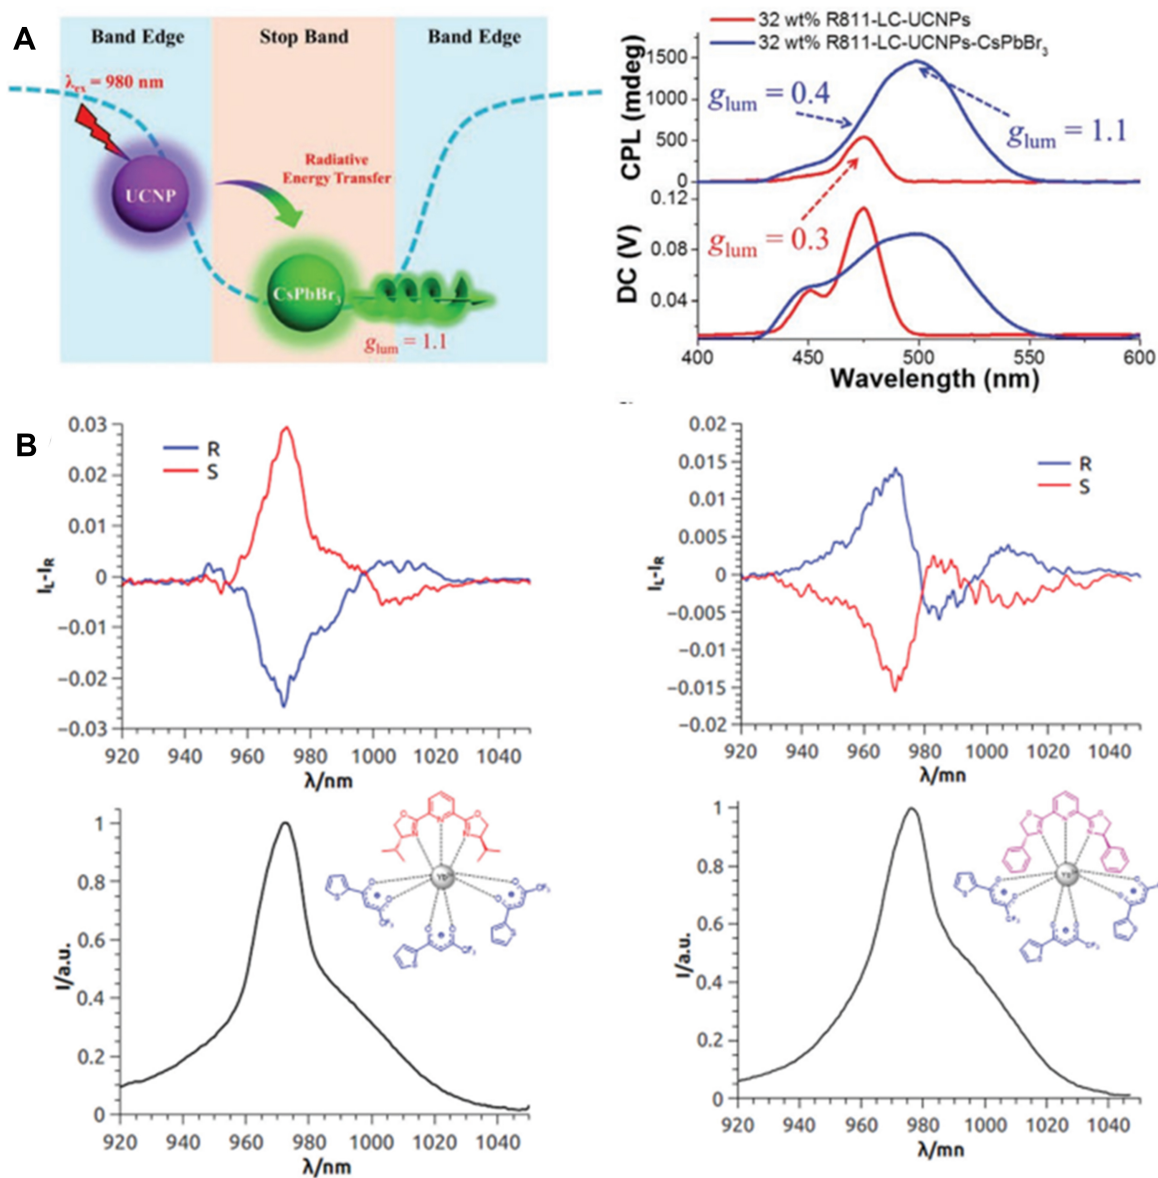 A
Band Edge
Stop Band
Band Edge
λex = 980 nm
UCNP
Radiative
Energy Transfer
CsPbBr3
glum = 1.1
32 wt% R811-LC-UCNPs
32 wt% R811-LC-UCNPs-CsPbBr3
CPL (mdeg)
1500
1000
500
0
glum = 0.4
glum = 1.1
DC (V)
0.12
0.08
0.04
glum = 0.3
400
450
500
550
600
Wavelength (nm)
B
IL-IR
0.03
0.02
0.01
0
−0.01
−0.02
−0.03
R
S
920
940
960
980
1000
1020
1040
λ/nm
IL-IR
0.02
0.015
0.01
0.005
0
−0.005
−0.01
−0.015
−0.02
R
S
920
940
960
980
1000
1020
1040
λ/mn
I/a.u.
1
0.8
0.6
0.4
0.2
0
920
940
960
980
1000
1020
1040
λ/nm
I/a.u.
1
0.8
0.6
0.4
0.2
0
920
940
960
980
1000
1020
1040
λ/mn